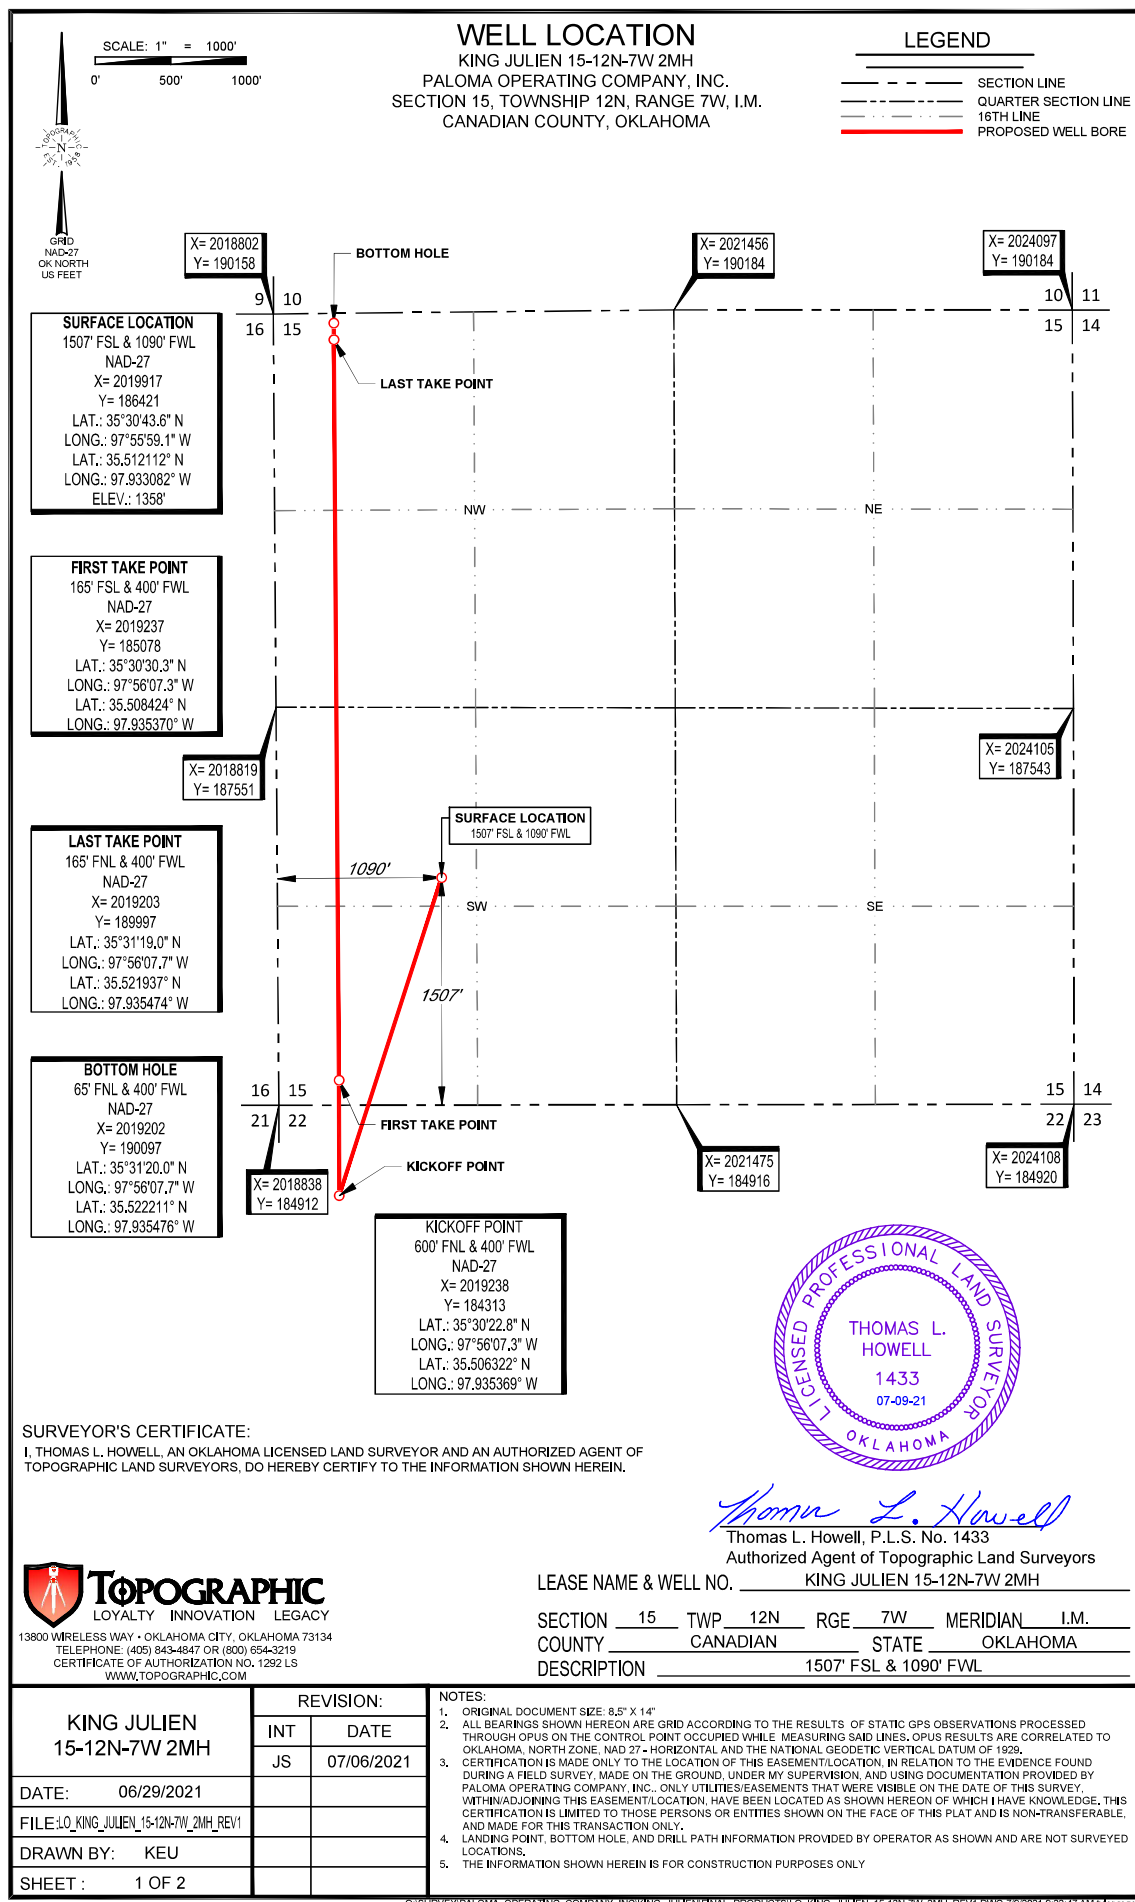 WELL LOCATION
KING JULIEN 15-12N-7W 2MH
PALOMA OPERATING COMPANY, INC.
SECTION 15, TOWNSHIP 12N, RANGE 7W, I.M.
CANADIAN COUNTY, OKLAHOMA
SCALE: 1" = 1000'
0' 500' 1000'
TOPOGRAPHIC
N
EST. 1958
GRID
NAD-27
OK NORTH
US FEET
LEGEND
SECTION LINE
QUARTER SECTION LINE
16TH LINE
PROPOSED WELL BORE
X= 2018802
Y= 190158
BOTTOM HOLE
X= 2021456
Y= 190184
X= 2024097
Y= 190184
9 10
16 15
10 11
15 14
LAST TAKE POINT
SURFACE LOCATION
1507' FSL & 1090' FWL
NAD-27
X= 2019917
Y= 186421
LAT.: 35°30'43.6" N
LONG.: 97°55'59.1" W
LAT.: 35.512112° N
LONG.: 97.933082° W
ELEV.: 1358'
NW
NE
FIRST TAKE POINT
165' FSL & 400' FWL
NAD-27
X= 2019237
Y= 185078
LAT.: 35°30'30.3" N
LONG.: 97°56'07.3" W
LAT.: 35.508424° N
LONG.: 97.935370° W
X= 2018819
Y= 187551
X= 2024105
Y= 187543
LAST TAKE POINT
165' FNL & 400' FWL
NAD-27
X= 2019203
Y= 189997
LAT.: 35°31'19.0" N
LONG.: 97°56'07.7" W
LAT.: 35.521937° N
LONG.: 97.935474° W
SURFACE LOCATION
1507' FSL & 1090' FWL
1090'
SW
SE
1507'
BOTTOM HOLE
65' FNL & 400' FWL
NAD-27
X= 2019202
Y= 190097
LAT.: 35°31'20.0" N
LONG.: 97°56'07.7" W
LAT.: 35.522211° N
LONG.: 97.935476° W
16 15
21 22
15 14
22 23
FIRST TAKE POINT
KICKOFF POINT
X= 2018838
Y= 184912
X= 2021475
Y= 184916
X= 2024108
Y= 184920
KICKOFF POINT
600' FNL & 400' FWL
NAD-27
X= 2019238
Y= 184313
LAT.: 35°30'22.8" N
LONG.: 97°56'07.3" W
LAT.: 35.506322° N
LONG.: 97.935369° W
LICENSED PROFESSIONAL LAND SURVEYOR
THOMAS L.
HOWELL
1433
07-09-21
OKLAHOMA
SURVEYOR'S CERTIFICATE:
I, THOMAS L. HOWELL, AN OKLAHOMA LICENSED LAND SURVEYOR AND AN AUTHORIZED AGENT OF
TOPOGRAPHIC LAND SURVEYORS, DO HEREBY CERTIFY TO THE INFORMATION SHOWN HEREIN.
Thomas L. Howell
Thomas L. Howell, P.L.S. No. 1433
Authorized Agent of Topographic Land Surveyors
TOPOGRAPHIC
LOYALTY INNOVATION LEGACY
13800 WIRELESS WAY • OKLAHOMA CITY, OKLAHOMA 73134
TELEPHONE: (405) 843-4847 OR (800) 654-3219
CERTIFICATE OF AUTHORIZATION NO. 1292 LS
WWW.TOPOGRAPHIC.COM
LEASE NAME & WELL NO. KING JULIEN 15-12N-7W 2MH
SECTION 15 TWP 12N RGE 7W MERIDIAN I.M.
COUNTY CANADIAN STATE OKLAHOMA
DESCRIPTION 1507' FSL & 1090' FWL
KING JULIEN
15-12N-7W 2MH
REVISION:
INT DATE
JS 07/06/2021
DATE: 06/29/2021
FILE:LO_KING_JULIEN_15-12N-7W_2MH_REV1
DRAWN BY: KEU
SHEET : 1 OF 2
NOTES:
1. ORIGINAL DOCUMENT SIZE: 8.5" X 14"
2. ALL BEARINGS SHOWN HEREON ARE GRID ACCORDING TO THE RESULTS OF STATIC GPS OBSERVATIONS PROCESSED
THROUGH OPUS ON THE CONTROL POINT OCCUPIED WHILE MEASURING SAID LINES. OPUS RESULTS ARE CORRELATED TO
OKLAHOMA, NORTH ZONE, NAD 27 - HORIZONTAL AND THE NATIONAL GEODETIC VERTICAL DATUM OF 1929.
3. CERTIFICATION IS MADE ONLY TO THE LOCATION OF THIS EASEMENT/LOCATION, IN RELATION TO THE EVIDENCE FOUND
DURING A FIELD SURVEY, MADE ON THE GROUND, UNDER MY SUPERVISION, AND USING DOCUMENTATION PROVIDED BY
PALOMA OPERATING COMPANY, INC.. ONLY UTILITIES/EASEMENTS THAT WERE VISIBLE ON THE DATE OF THIS SURVEY,
WITHIN/ADJOINING THIS EASEMENT/LOCATION, HAVE BEEN LOCATED AS SHOWN HEREON OF WHICH I HAVE KNOWLEDGE. THIS
CERTIFICATION IS LIMITED TO THOSE PERSONS OR ENTITIES SHOWN ON THE FACE OF THIS PLAT AND IS NON-TRANSFERABLE,
AND MADE FOR THIS TRANSACTION ONLY.
4. LANDING POINT, BOTTOM HOLE, AND DRILL PATH INFORMATION PROVIDED BY OPERATOR AS SHOWN AND ARE NOT SURVEYED
LOCATIONS.
5. THE INFORMATION SHOWN HEREIN IS FOR CONSTRUCTION PURPOSES ONLY